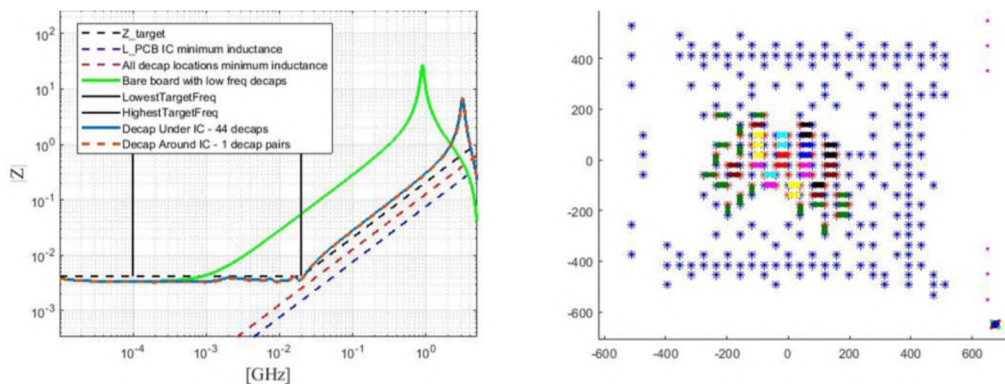 10^2
10^1
10^0
10^-1
10^-2
10^-3
|Z|
Z_target
L_PCB IC minimum inductance
All decap locations minimum inductance
Bare board with low freq decaps
LowestTargetFreq
HighestTargetFreq
Decap Under IC - 44 decaps
Decap Around IC - 1 decap pairs
10^-4
10^-3
10^-2
10^-1
10^0
[GHz]
400
200
0
-200
-400
-600
-600
-400
-200
0
200
400
600